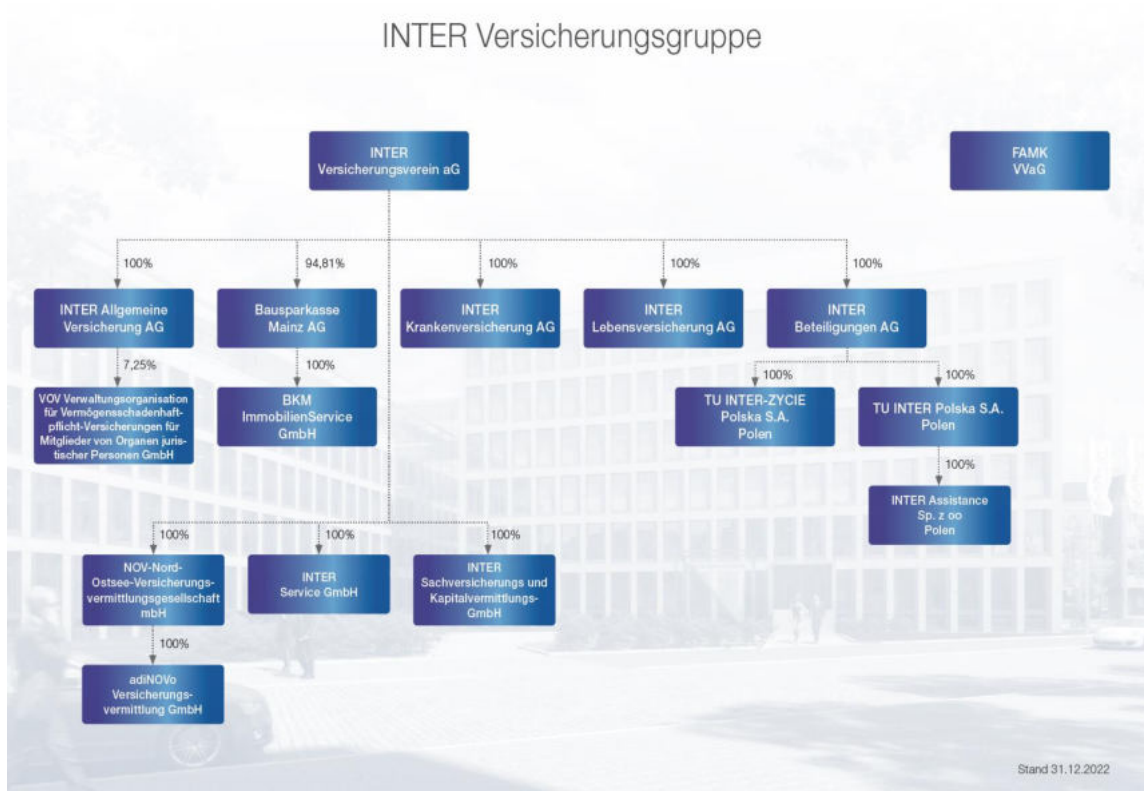 INTER Versicherungsgruppe
INTER
Versicherungsverein aG
FAMK
VVaG
100%
94,81%
100%
100%
100%
INTER Allgemeine
Versicherung AG
Bausparkasse
Mainz AG
INTER
Krankenversicherung AG
INTER
Lebensversicherung AG
INTER
Beteiligungen AG
7,25%
100%
100%
100%
VOV Verwaltungsorganisation
für Vermögensschadenhaft-
pflicht-Versicherungen für
Mitglieder von Organen juris-
tischer Personen GmbH
BKM
ImmobilienService
GmbH
TU INTER-ZYCIE
Polska S.A.
Polen
TU INTER Polska S.A.
Polen
100%
INTER Assistance
Sp. z oo
Polen
100%
100%
100%
NOV-Nord-
Ostsee-Versicherungs-
vermittlungsgesellschaft
mbH
INTER
Service GmbH
INTER
Sachversicherungs und
Kapitalvermittlungs-
GmbH
100%
adiNOVo
Versicherungs-
vermittlung GmbH
Stand 31.12.2022